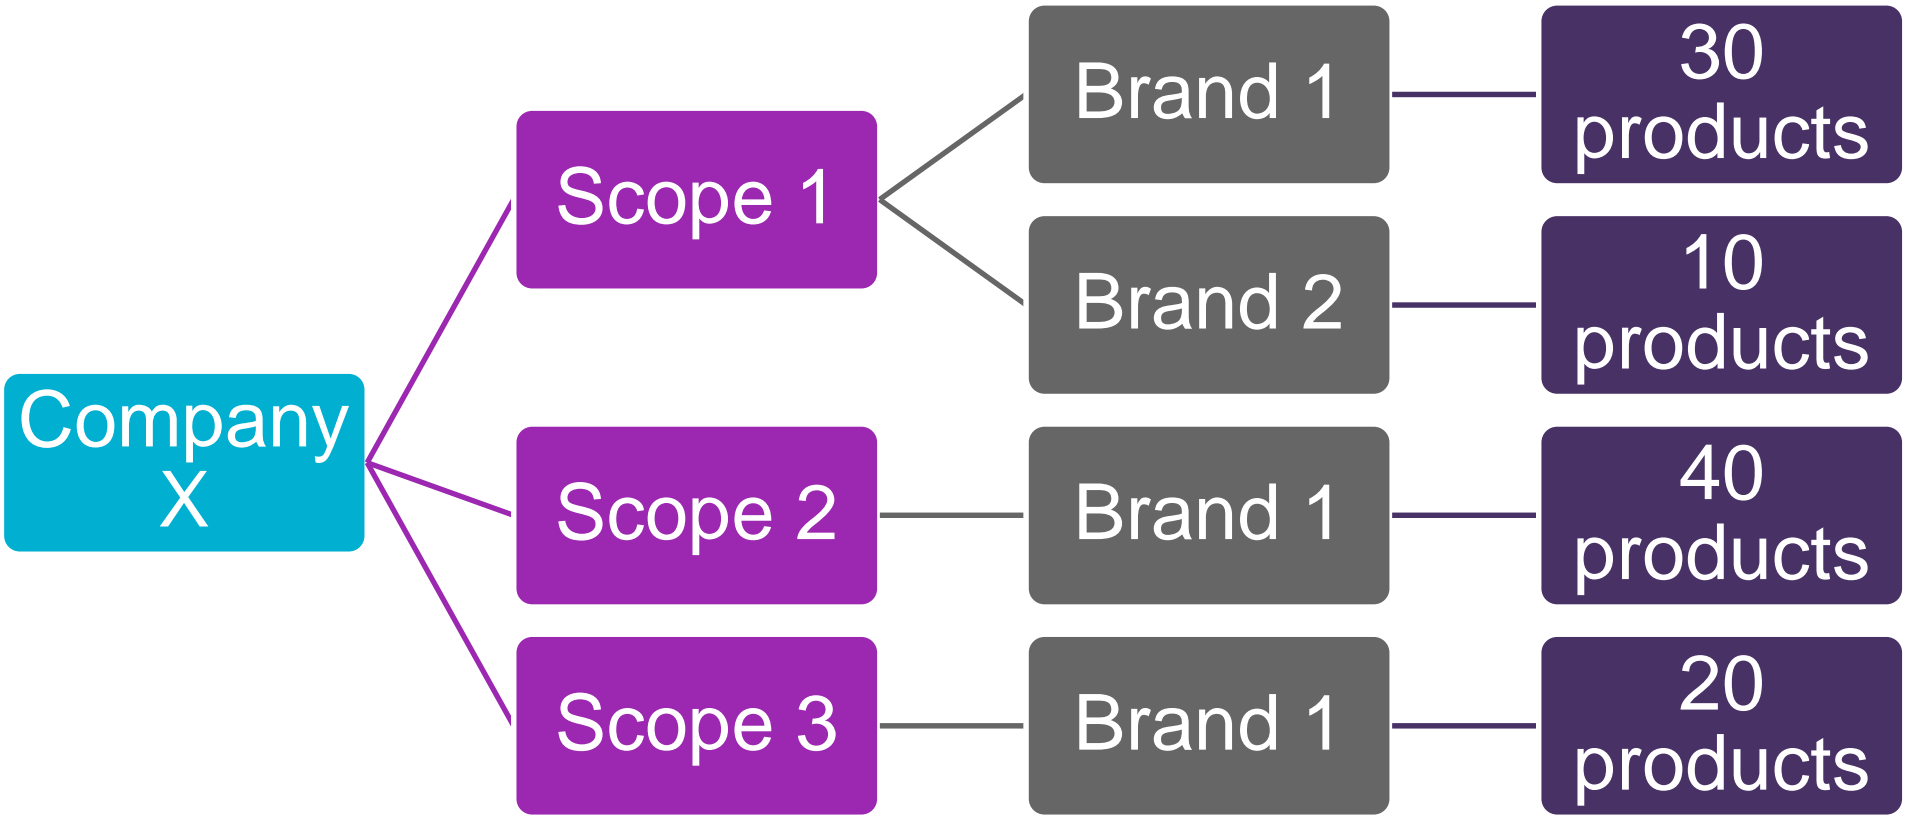 Company
X
Scope 1
Brand 1
30
products
Brand 2
10
products
Scope 2
Brand 1
40
products
Scope 3
Brand 1
20
products